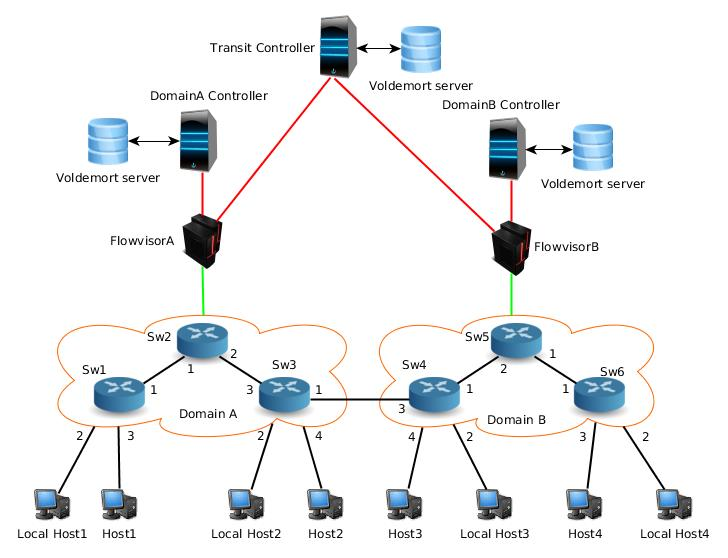 Transit Controller
Voldemort server
DomainA Controller
DomainB Controller
Voldemort server
Voldemort server
FlowvisorA
FlowvisorB
Sw2
Sw5
1
2
2
1
Sw1
Sw3
Sw4
Sw6
1
3
1
3
1
1
Domain A
Domain B
2
3
2
4
4
2
3
2
Local Host1
Host1
Local Host2
Host2
Host3
Local Host3
Host4
Local Host4